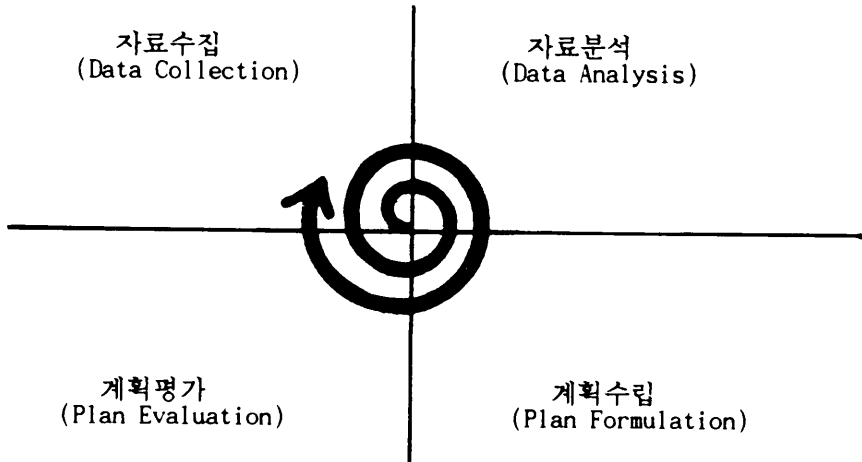 자료수집
(Data Collection)
자료분석
(Data Analysis)
계획평가
(Plan Evaluation)
계획수립
(Plan Formulation)